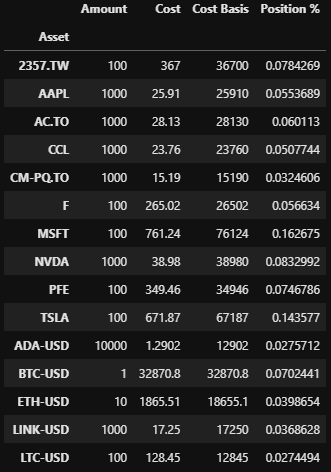 Amount Cost Cost Basis Position %
Asset
2357.TW 100 367 36700 0.0784269
AAPL 1000 25.91 25910 0.0553689
AC.TO 1000 28.13 28130 0.060113
CCL 1000 23.76 23760 0.0507744
CM-PQ.TO 1000 15.19 15190 0.0324606
F 100 265.02 26502 0.056634
MSFT 100 761.24 76124 0.162675
NVDA 1000 38.98 38980 0.0832992
PFE 100 349.46 34946 0.0746786
TSLA 100 671.87 67187 0.143577
ADA-USD 10000 1.2902 12902 0.0275712
BTC-USD 1 32870.8 32870.8 0.0702441
ETH-USD 10 1865.51 18655.1 0.0398654
LINK-USD 1000 17.25 17250 0.0368628
LTC-USD 100 128.45 12845 0.0274494